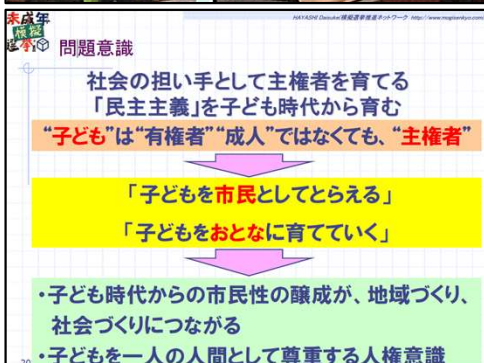 HAYASHI Daisuke/模擬選挙推進ネットワーク http://www.mogisenkyo.com
未成年
模擬
選挙
問題意識
社会の担い手として主権者を育てる
「民主主義」を子ども時代から育む
“子ども”は“有権者”“成人”ではなくても、“主権者”
「子どもを市民としてとらえる」
「子どもをおとなに育てていく」
・子ども時代からの市民性の醸成が、地域づくり、
社会づくりにつながる
・子どもを一人の人間として尊重する人権意識